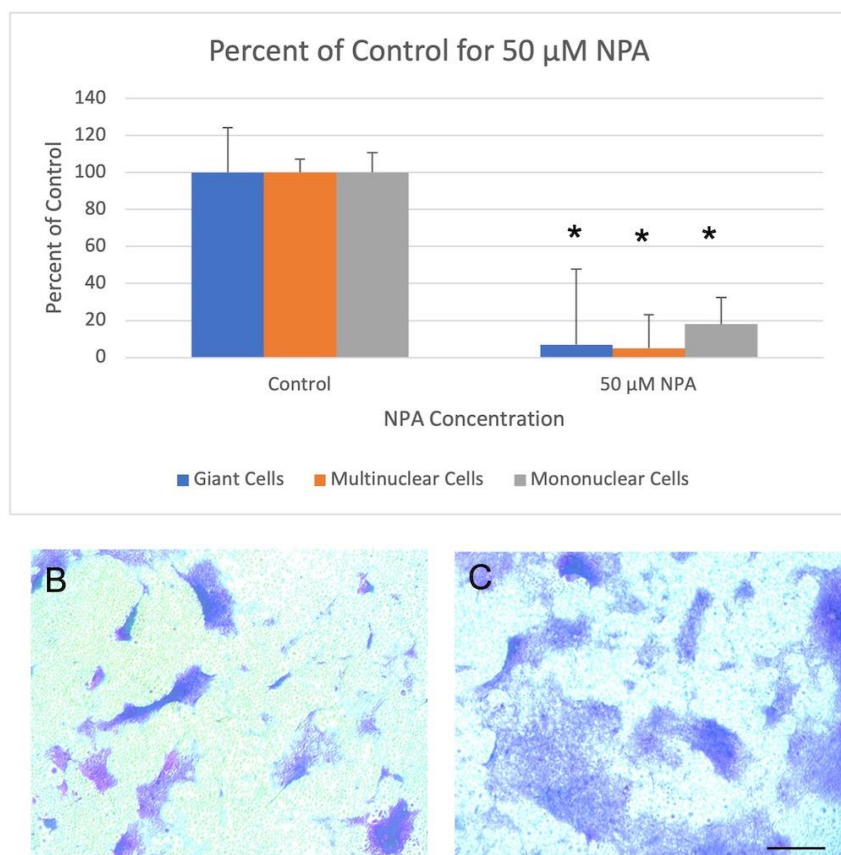 Percent of Control for 50 μM NPA
140
120
100
80
60
40
20
0
Percent of Control
* * *
Control 50 μM NPA
NPA Concentration
Giant Cells Multinuclear Cells Mononuclear Cells
B C